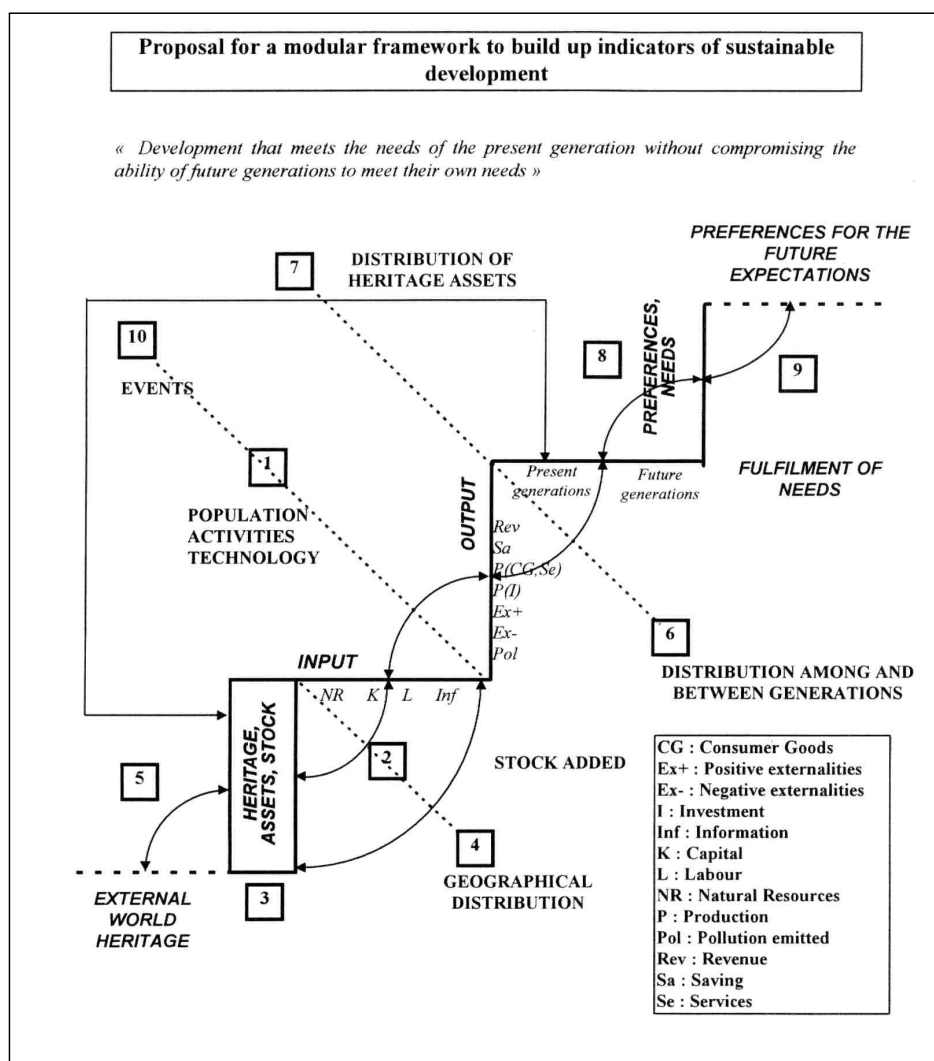 Proposal for a modular framework to build up indicators of sustainable
development
« Development that meets the needs of the present generation without compromising the
ability of future generations to meet their own needs »
PREFERENCES FOR THE
FUTURE
EXPECTATIONS
7
DISTRIBUTION OF
HERITAGE ASSETS
10
EVENTS
8
PREFERENCES,
NEEDS
9
1
POPULATION
ACTIVITIES
TECHNOLOGY
Present
generations
Future
generations
FULFILMENT OF
NEEDS
OUTPUT
Rev
Sa
P(CG,Se)
P(I)
Ex+
Ex-
Pol
6
DISTRIBUTION AMONG AND
BETWEEN GENERATIONS
INPUT
NR K L Inf
HERITAGE,
ASSETS, STOCK
2
STOCK ADDED
5
4
GEOGRAPHICAL
DISTRIBUTION
3
EXTERNAL
WORLD
HERITAGE
CG : Consumer Goods
Ex+ : Positive externalities
Ex- : Negative externalities
I : Investment
Inf : Information
K : Capital
L : Labour
NR : Natural Resources
P : Production
Pol : Pollution emitted
Rev : Revenue
Sa : Saving
Se : Services